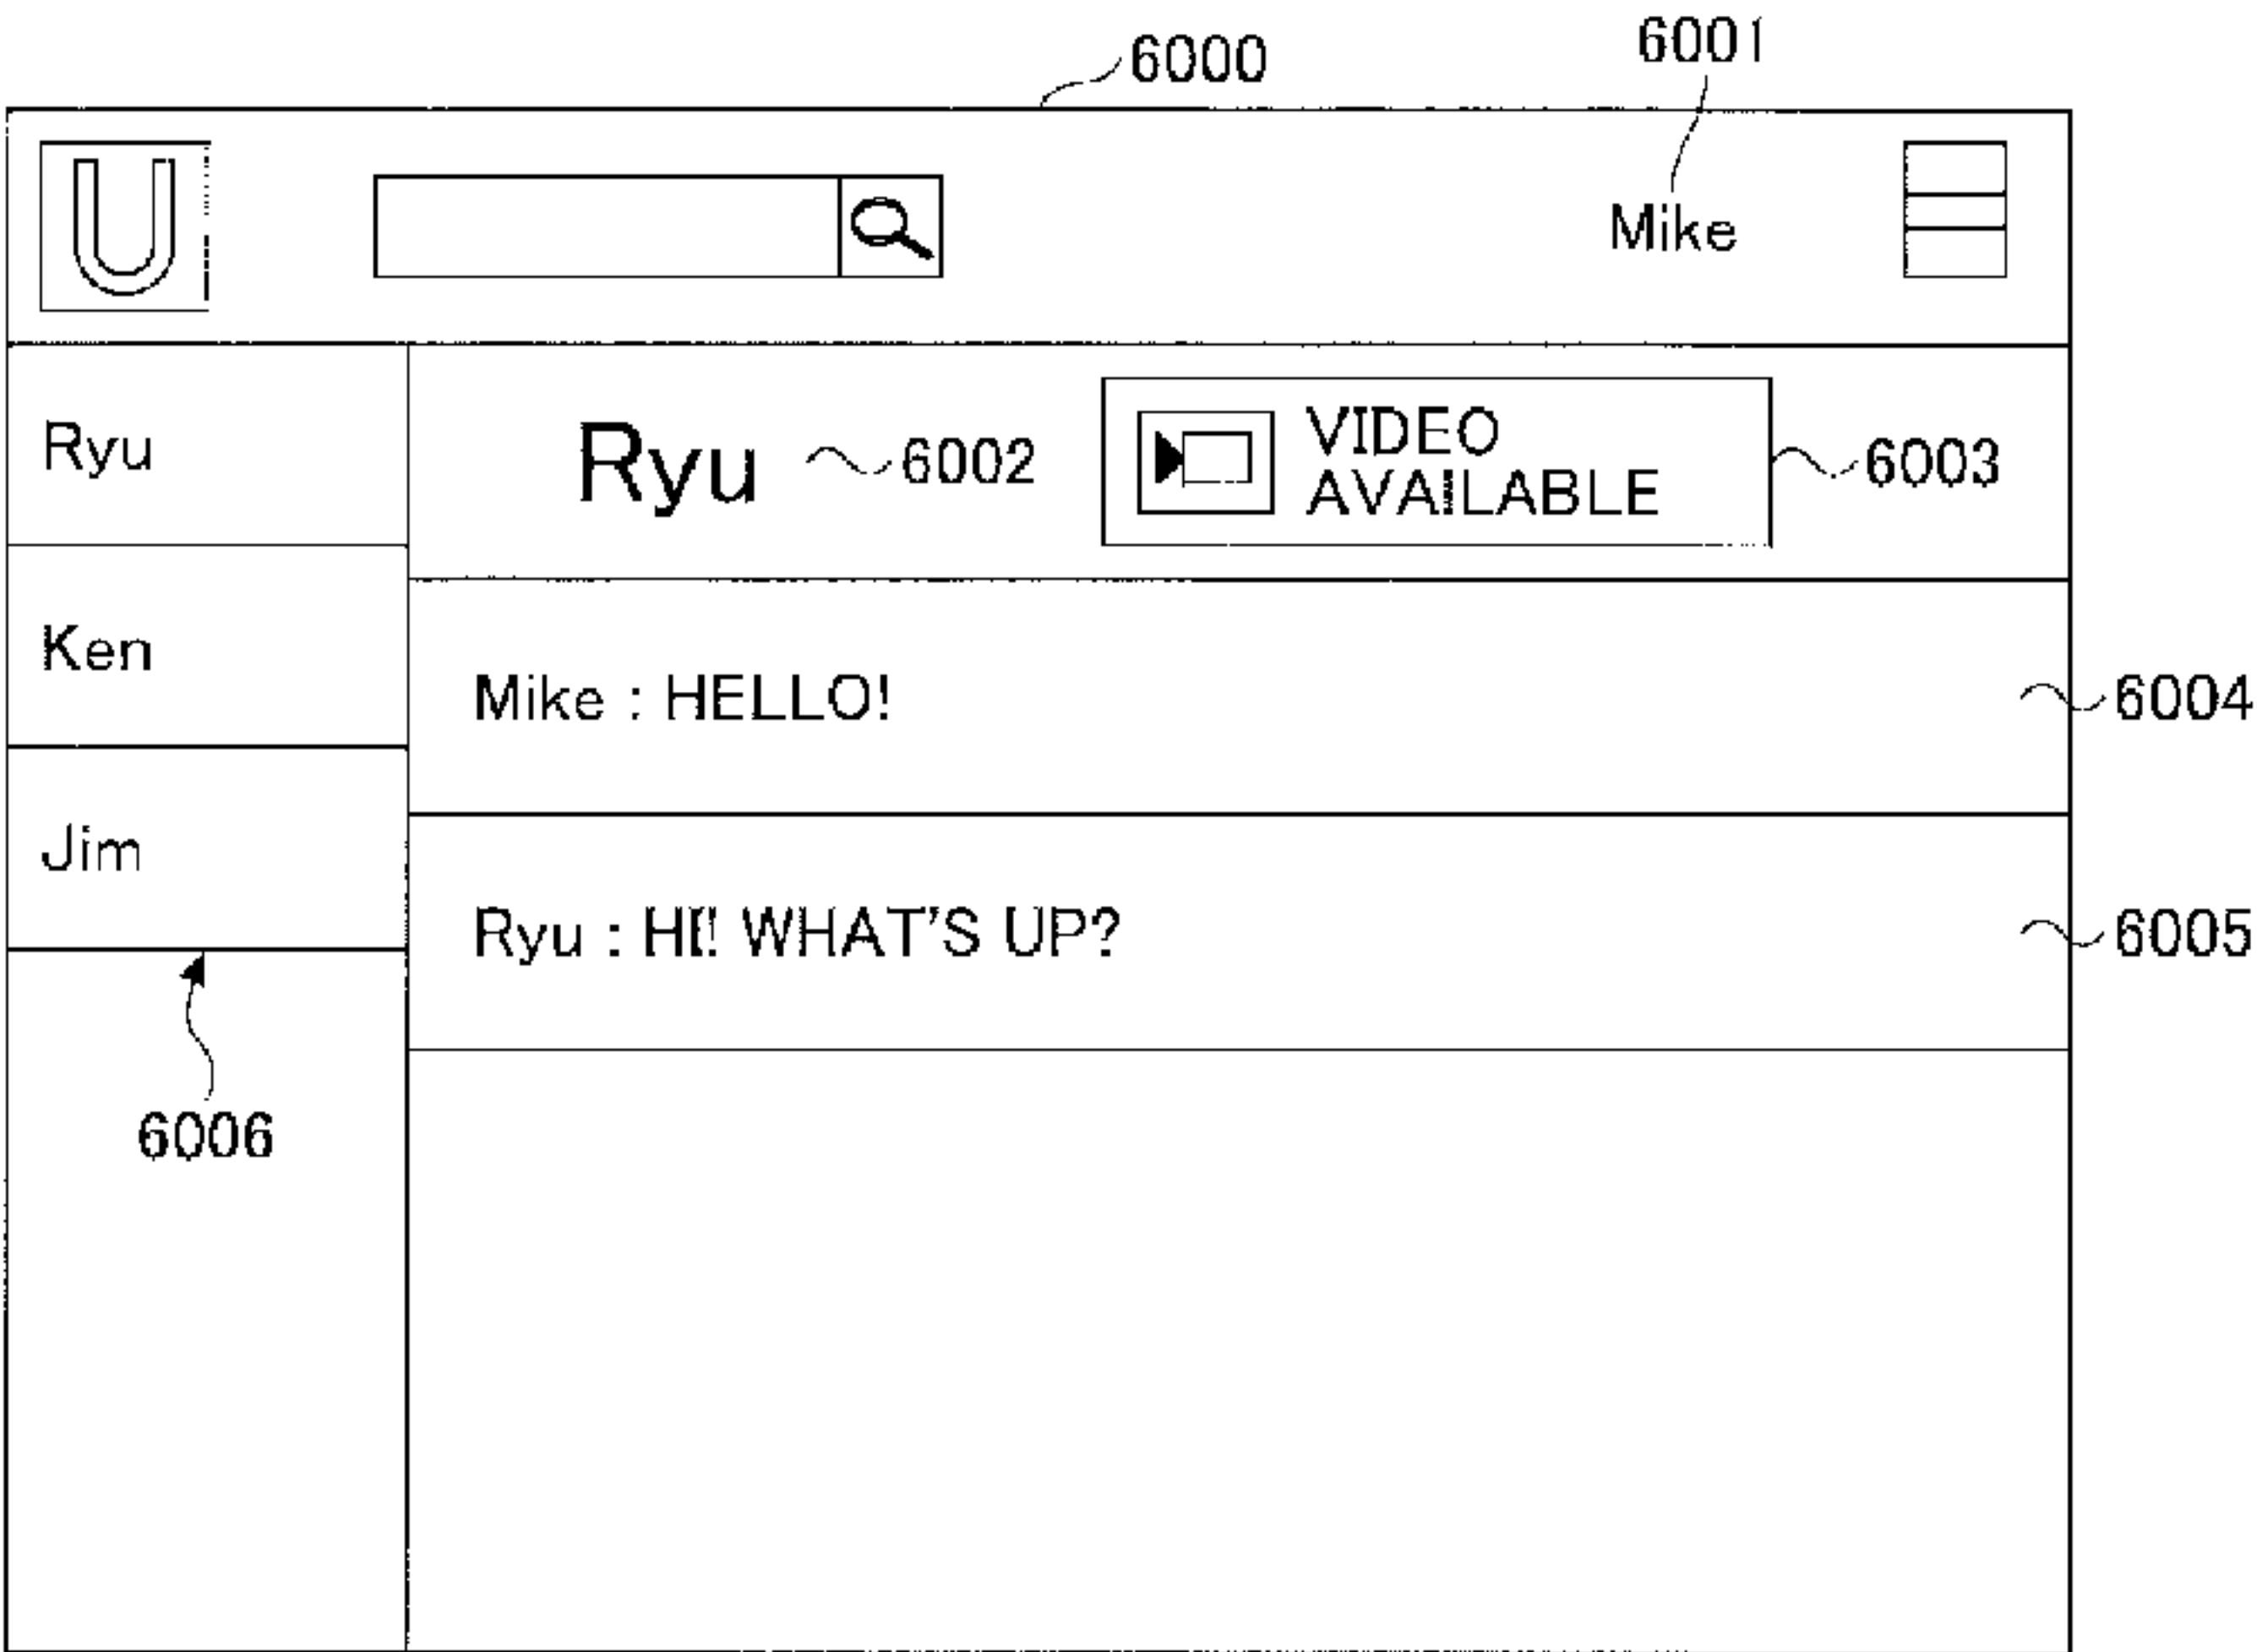 6000
6001
U
Mike
Ryu
Ryu
6002
VIDEO
AVAILABLE
6003
Ken
Mike : HELLO!
6004
Jim
Ryu : HI! WHAT'S UP?
6005
6006